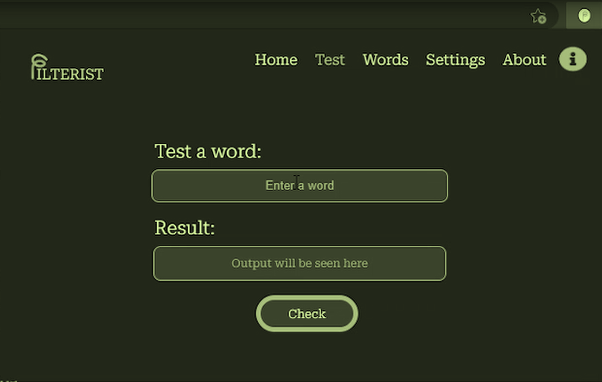 FILTERIST
Home Test Words Settings About i
Test a word:
Enter a word
Result:
Output will be seen here
Check